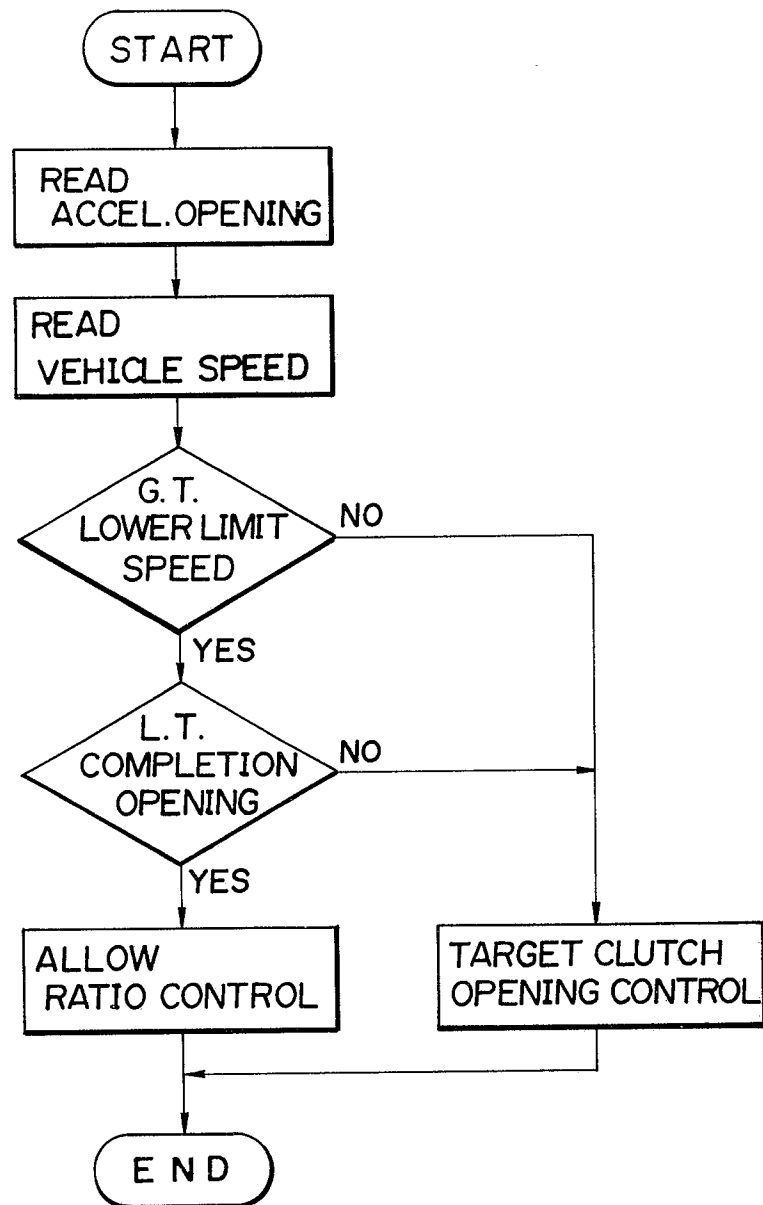 START
READ
ACCEL.OPENING
READ
VEHICLE SPEED
G.T.
LOWER LIMIT
SPEED
NO
YES
L.T.
COMPLETION
OPENING
NO
YES
ALLOW
RATIO CONTROL
TARGET CLUTCH
OPENING CONTROL
END